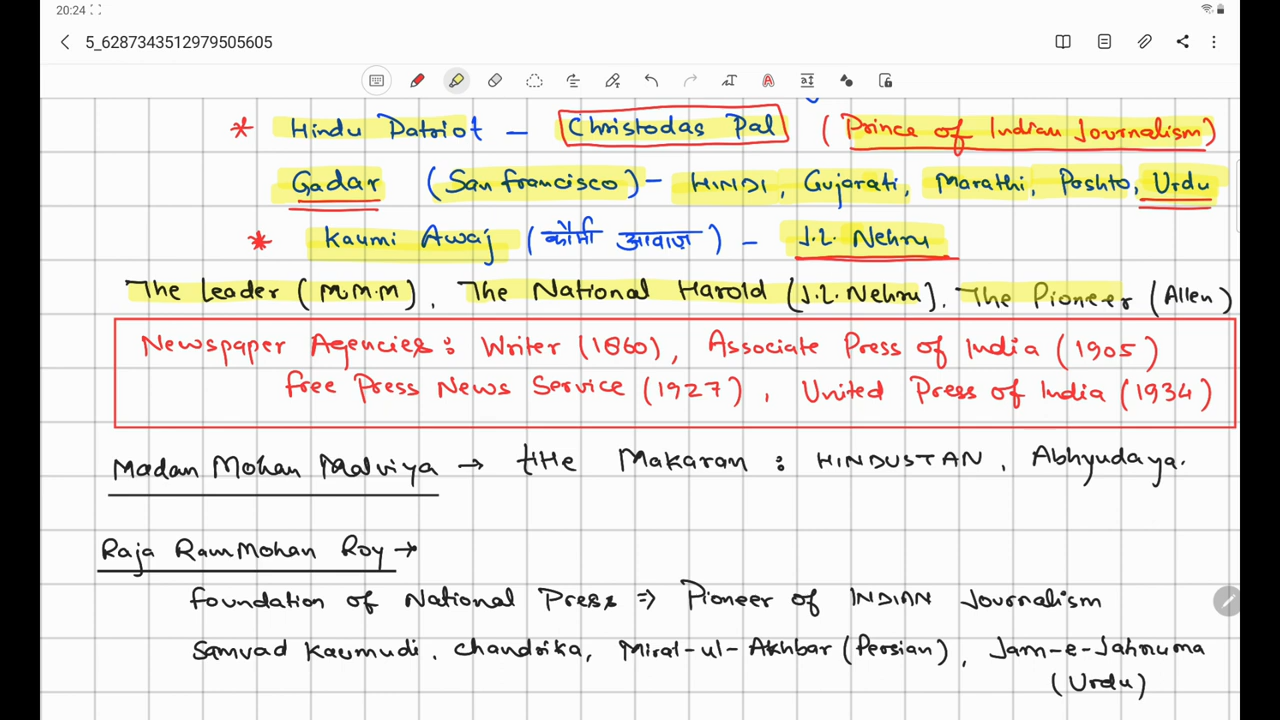 20:24
5_6287343512979505605
* Hindu Patriot - Christodas Pal (Prince of Indian Journalism)
Gadar (San francisco) - HINDI, Gujarati, Marathi, Poshto, Urdu
* Kaumi Awaj (कौमी आवाज) - J.L. Nehru
The Leader (M.M.M), The National Harold (J.L. Nehru). The Pioneer (Allen)
Newspaper Agencies: Writer (1860), Associate Press of India (1905)
free Press News Service (1927), United Press of India (1934)
Madan Mohan Malviya → tHe Makaran : HINDUSTAN, Abhyudaya.
Raja RamMohan Roy →
foundation of National Press ⇒ Pioneer of INDIAN Journalism
Samvad Kaumudi, chandrika, Miral-ul-Akhbar (Persian), Jam-e-Jahnuma
(Urdu)